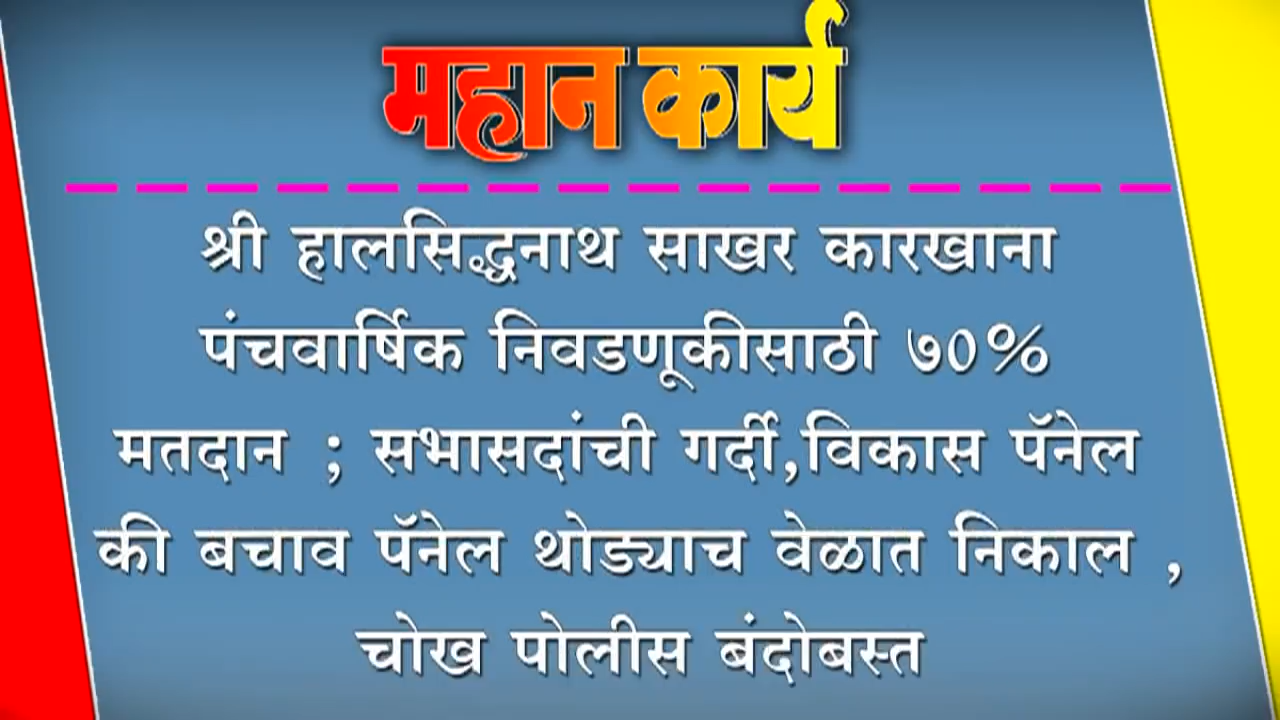 महान कार्य
श्री हालसिद्धनाथ साखर कारखाना
पंचवार्षिक निवडणूकीसाठी ७०%
मतदान ; सभासदांची गर्दी,विकास पॅनेल
की बचाव पॅनेल थोड्याच वेळात निकाल ,
चोख पोलीस बंदोबस्त